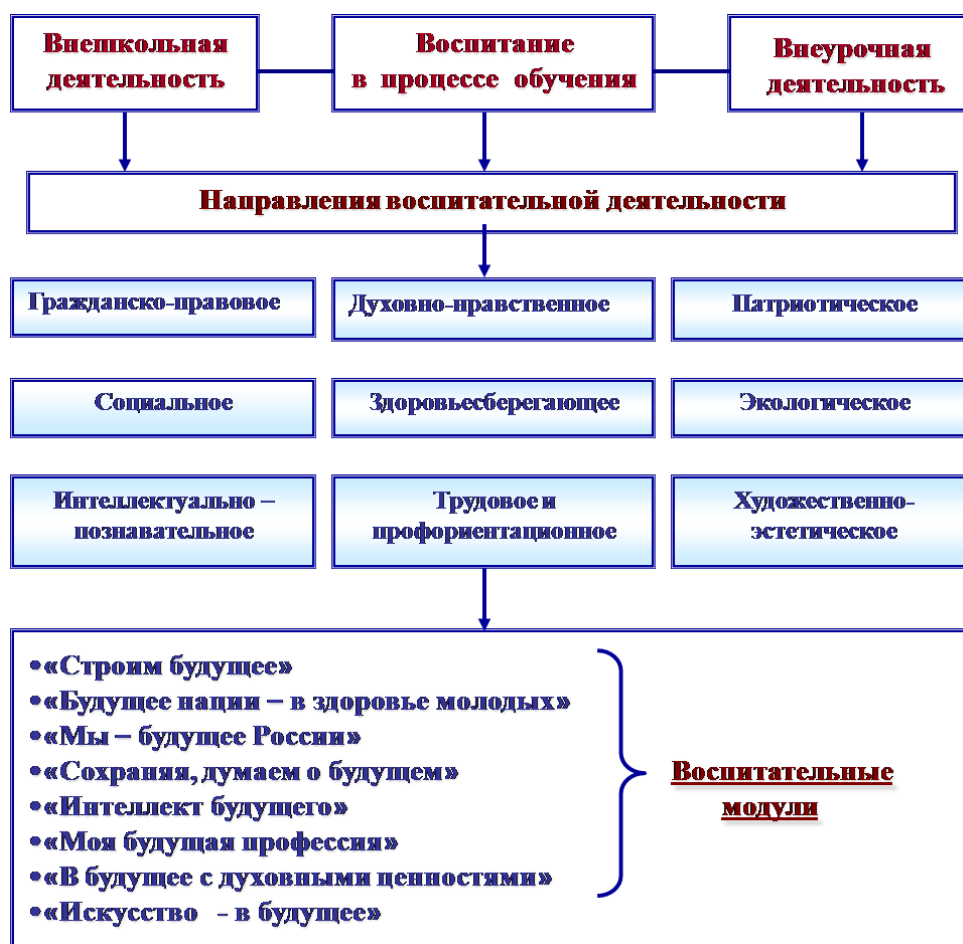 Внешкольная
деятельность
Воспитание
в процессе обучения
Внеурочная
деятельность
Направления воспитательной деятельности
Гражданско-правовое
Духовно-нравственное
Патриотическое
Социальное
Здоровьесберегающее
Экологическое
Интеллектуально –
познавательное
Трудовое и
профориентационное
Художественно-
эстетическое
•«Строим будущее»
•«Будущее нации – в здоровье молодых»
•«Мы – будущее России»
•«Сохраняя, думаем о будущем»
•«Интеллект будущего»
•«Моя будущая профессия»
•«В будущее с духовными ценностями»
•«Искусство - в будущее»
Воспитательные
модули